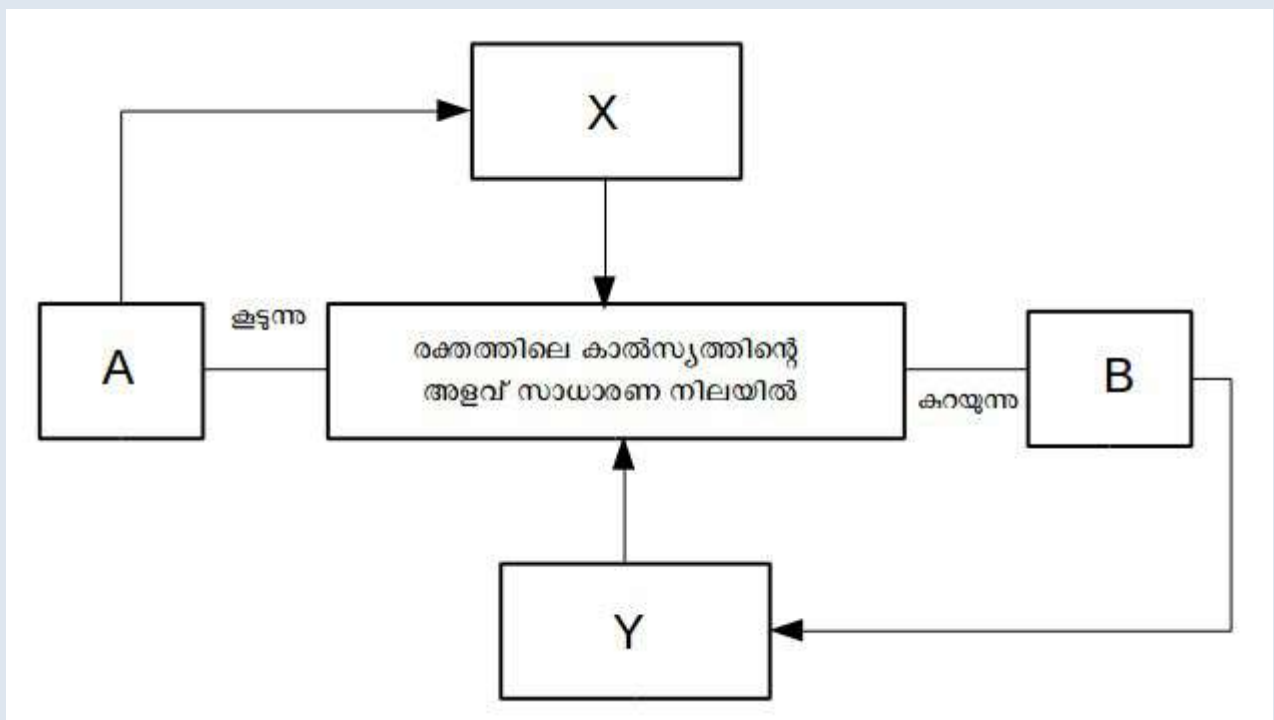 X
A
കൂടുന്നു
രക്തത്തിലെ കാൽസ്യത്തിന്റെ
അളവ് സാധാരണ നിലയിൽ
കുറയുന്നു
B
Y